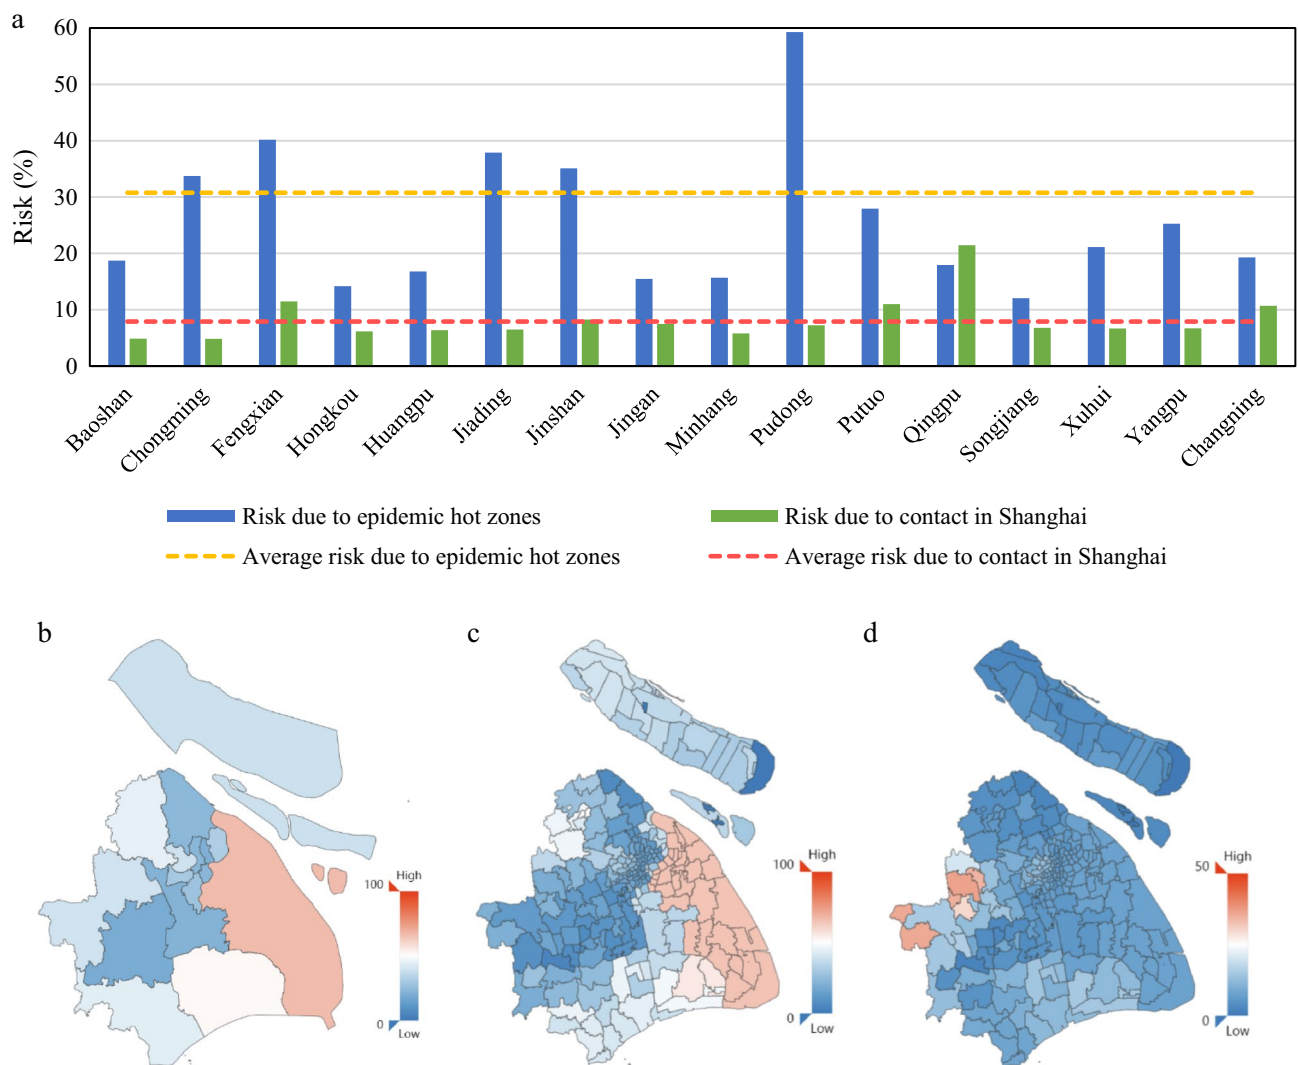 a
Risk (%)
60
50
40
30
20
10
0
Baoshan
Chongming
Fengxian
Hongkou
Huangpu
Jiading
Jinshan
Jingan
Minhang
Pudong
Putuo
Qingpu
Songjiang
Xuhui
Yangpu
Changning
Risk due to epidemic hot zones
Risk due to contact in Shanghai
Average risk due to epidemic hot zones
Average risk due to contact in Shanghai
b
100 High
0 Low
c
100 High
0 Low
d
50 High
0 Low